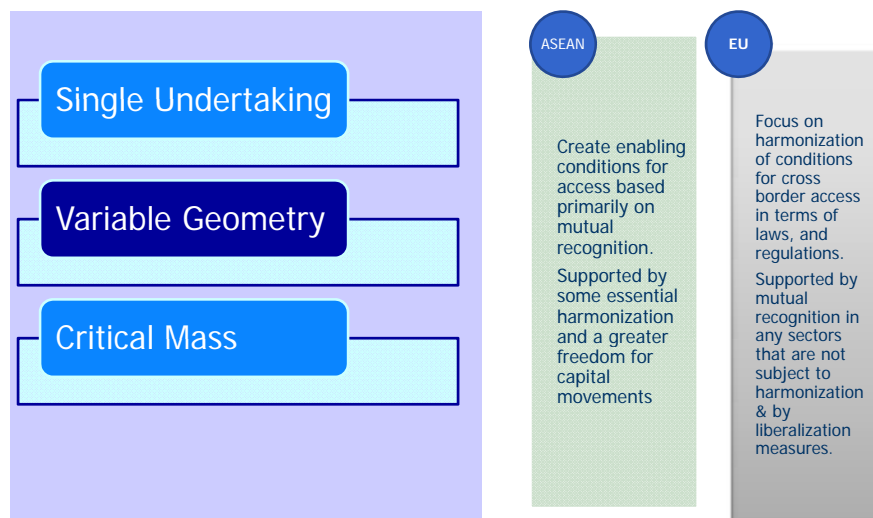 Single Undertaking
Variable Geometry
Critical Mass
ASEAN
Create enabling
conditions for
access based
primarily on
mutual
recognition.
Supported by
some essential
harmonization
and a greater
freedom for
capital
movements
EU
Focus on
harmonization
of conditions
for cross
border access
in terms of
laws, and
regulations.
Supported by
mutual
recognition in
any sectors
that are not
subject to
harmonization
& by
liberalization
measures.